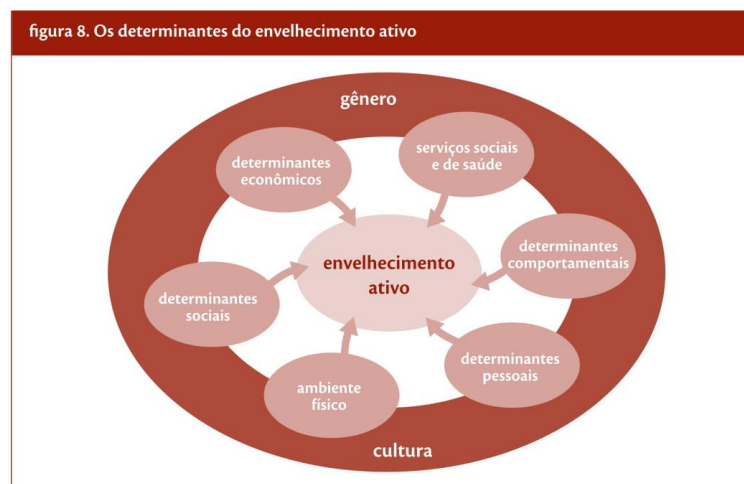 figura 8. Os determinantes do envelhecimento ativo
gênero
serviços sociais
e de saúde
determinantes
econômicos
determinantes
comportamentais
envelhecimento
ativo
determinantes
sociais
determinantes
pessoais
ambiente
físico
cultura